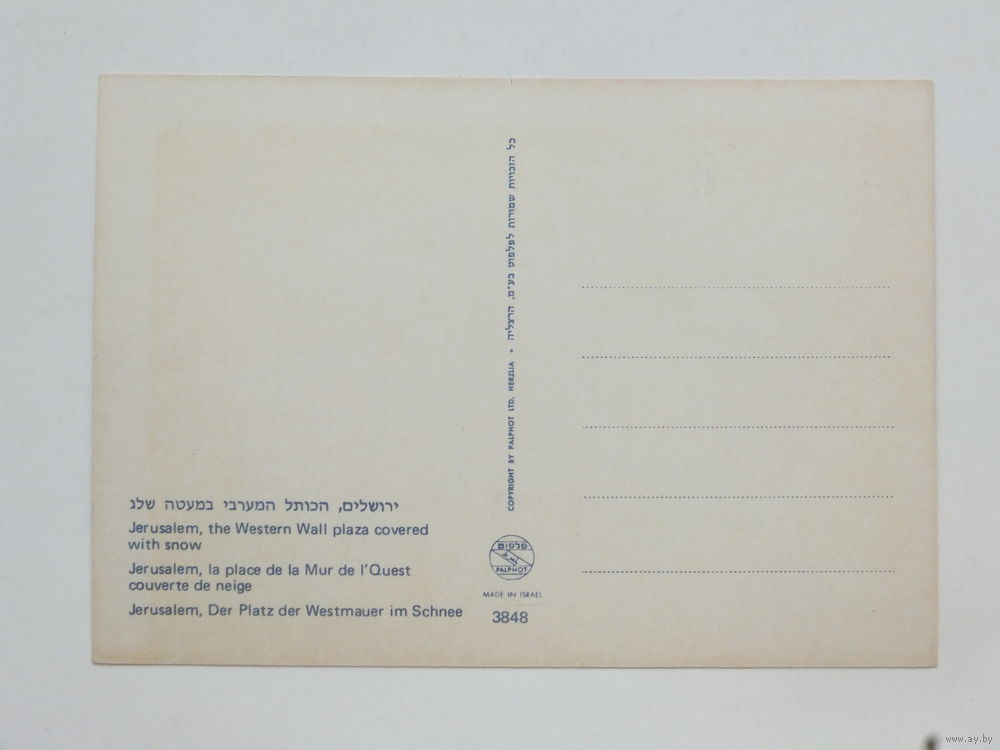 ירושלים, הכותל המערבי במעטה שלג
Jerusalem, the Western Wall plaza covered
with snow
Jerusalem, la place de la Mur de l'Quest
couverte de neige
Jerusalem, Der Platz der Westmauer im Schnee
COPYRIGHT BY PALPHOT LTD. HERZLIA • כל הזכויות שמורות לפלפוט בע"מ, הרצליה
פלפוט
PALPHOT
MADE IN ISRAEL
3848
www.ay.by